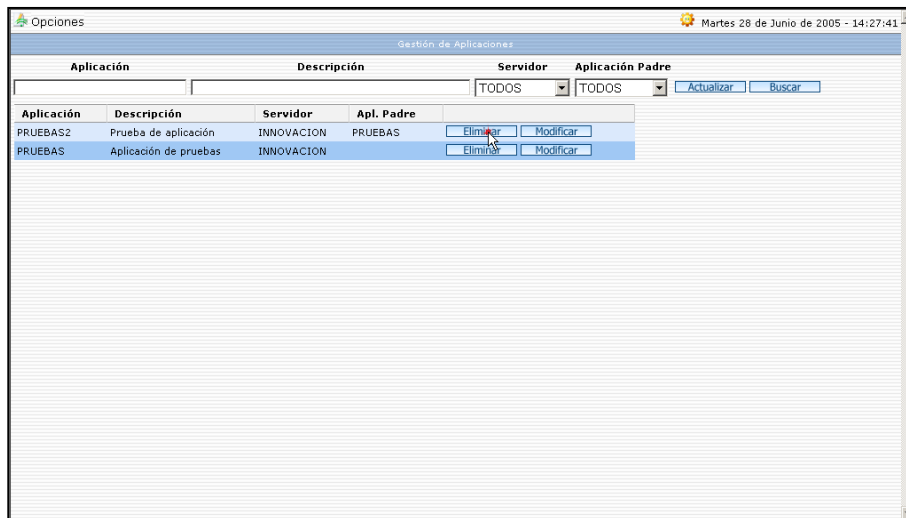 Opciones Martes 28 de Junio de 2005 - 14:27:41
Gestión de Aplicaciones
Aplicación Descripción Servidor Aplicación Padre
TODOS TODOS Actualizar Buscar
Aplicación Descripción Servidor Apl. Padre
PRUEBAS2 Prueba de aplicación INNOVACION PRUEBAS Eliminar Modificar
PRUEBAS Aplicación de pruebas INNOVACION Eliminar Modificar